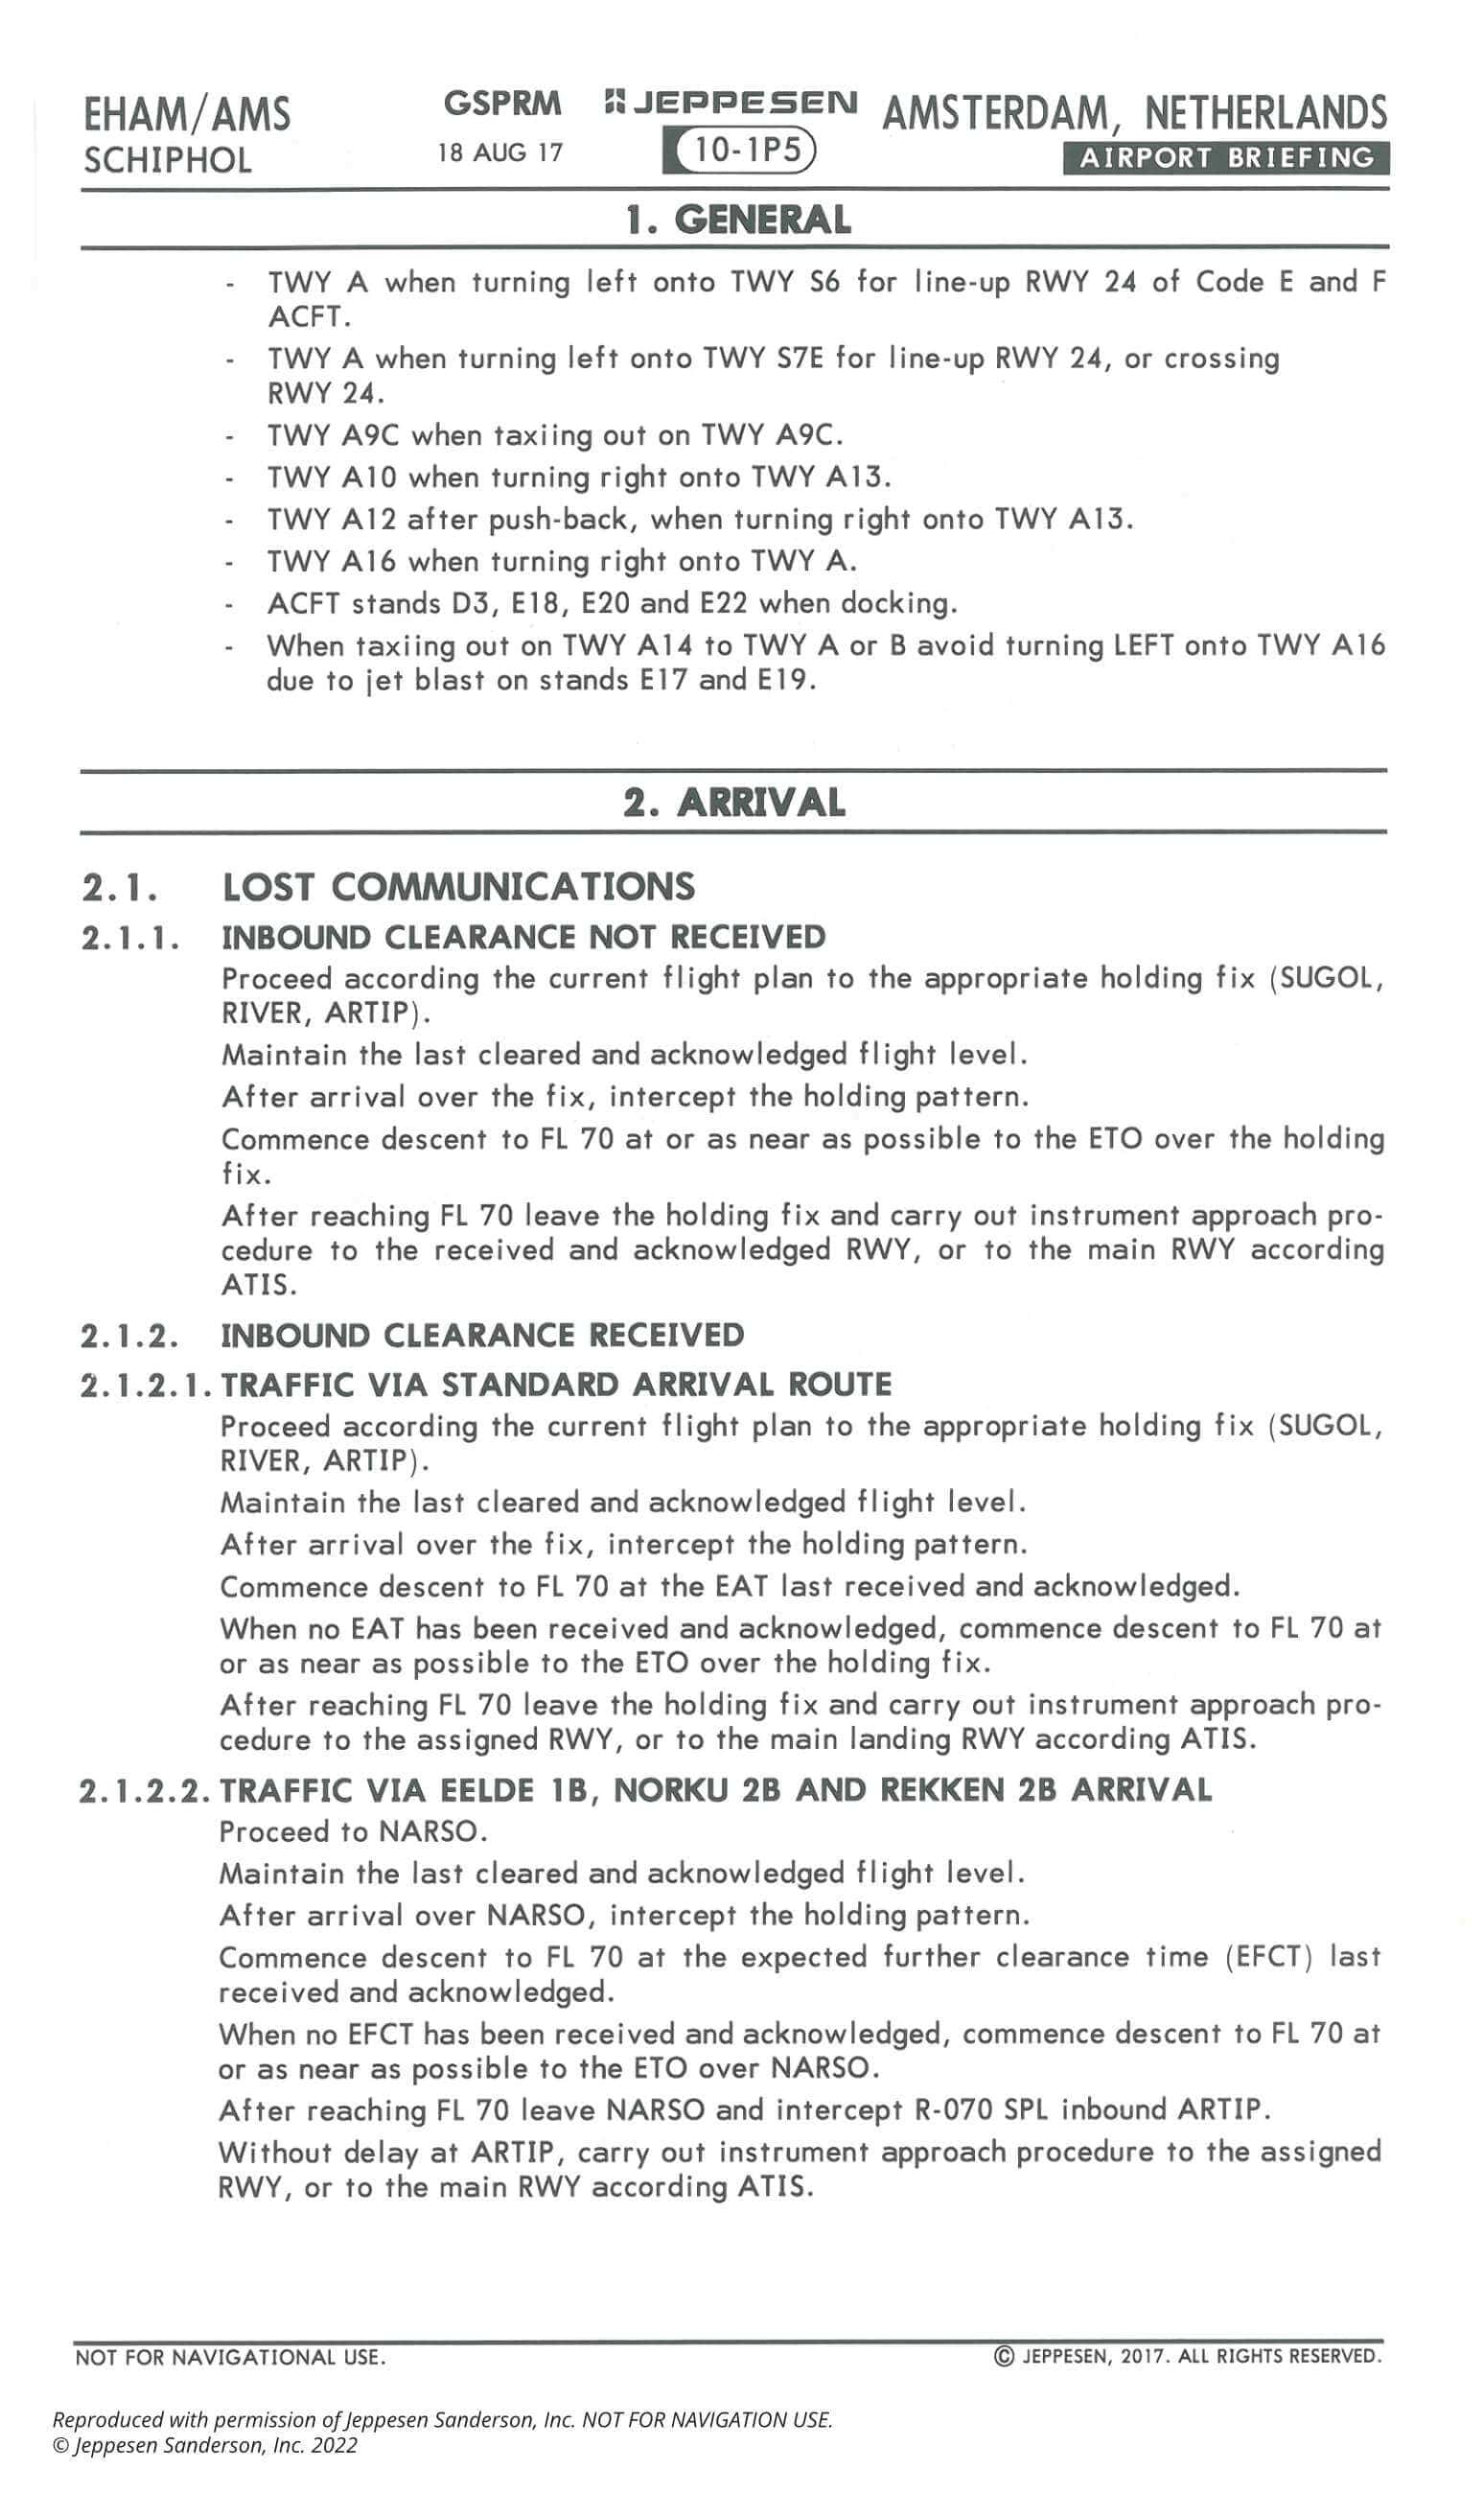 EHAM/AMS
SCHIPHOL
GSPRM
18 AUG 17
JEPPESEN
10-1P5
AMSTERDAM, NETHERLANDS
AIRPORT BRIEFING
1. GENERAL
- TWY A when turning left onto TWY S6 for line-up RWY 24 of Code E and F
ACFT.
- TWY A when turning left onto TWY S7E for line-up RWY 24, or crossing
RWY 24.
- TWY A9C when taxiing out on TWY A9C.
- TWY A10 when turning right onto TWY A13.
- TWY A12 after push-back, when turning right onto TWY A13.
- TWY A16 when turning right onto TWY A.
- ACFT stands D3, E18, E20 and E22 when docking.
- When taxiing out on TWY A14 to TWY A or B avoid turning LEFT onto TWY A16
due to jet blast on stands E17 and E19.
2. ARRIVAL
2.1. LOST COMMUNICATIONS
2.1.1. INBOUND CLEARANCE NOT RECEIVED
Proceed according the current flight plan to the appropriate holding fix (SUGOL,
RIVER, ARTIP).
Maintain the last cleared and acknowledged flight level.
After arrival over the fix, intercept the holding pattern.
Commence descent to FL 70 at or as near as possible to the ETO over the holding
fix.
After reaching FL 70 leave the holding fix and carry out instrument approach pro-
cedure to the received and acknowledged RWY, or to the main RWY according
ATIS.
2.1.2. INBOUND CLEARANCE RECEIVED
2.1.2.1. TRAFFIC VIA STANDARD ARRIVAL ROUTE
Proceed according the current flight plan to the appropriate holding fix (SUGOL,
RIVER, ARTIP).
Maintain the last cleared and acknowledged flight level.
After arrival over the fix, intercept the holding pattern.
Commence descent to FL 70 at the EAT last received and acknowledged.
When no EAT has been received and acknowledged, commence descent to FL 70 at
or as near as possible to the ETO over the holding fix.
After reaching FL 70 leave the holding fix and carry out instrument approach pro-
cedure to the assigned RWY, or to the main landing RWY according ATIS.
2.1.2.2. TRAFFIC VIA EELDE 1B, NORKU 2B AND REKKEN 2B ARRIVAL
Proceed to NARSO.
Maintain the last cleared and acknowledged flight level.
After arrival over NARSO, intercept the holding pattern.
Commence descent to FL 70 at the expected further clearance time (EFCT) last
received and acknowledged.
When no EFCT has been received and acknowledged, commence descent to FL 70 at
or as near as possible to the ETO over NARSO.
After reaching FL 70 leave NARSO and intercept R-070 SPL inbound ARTIP.
Without delay at ARTIP, carry out instrument approach procedure to the assigned
RWY, or to the main RWY according ATIS.
NOT FOR NAVIGATIONAL USE.
© JEPPESEN, 2017. ALL RIGHTS RESERVED.
Reproduced with permission of Jeppesen Sanderson, Inc. NOT FOR NAVIGATION USE.
© Jeppesen Sanderson, Inc. 2022